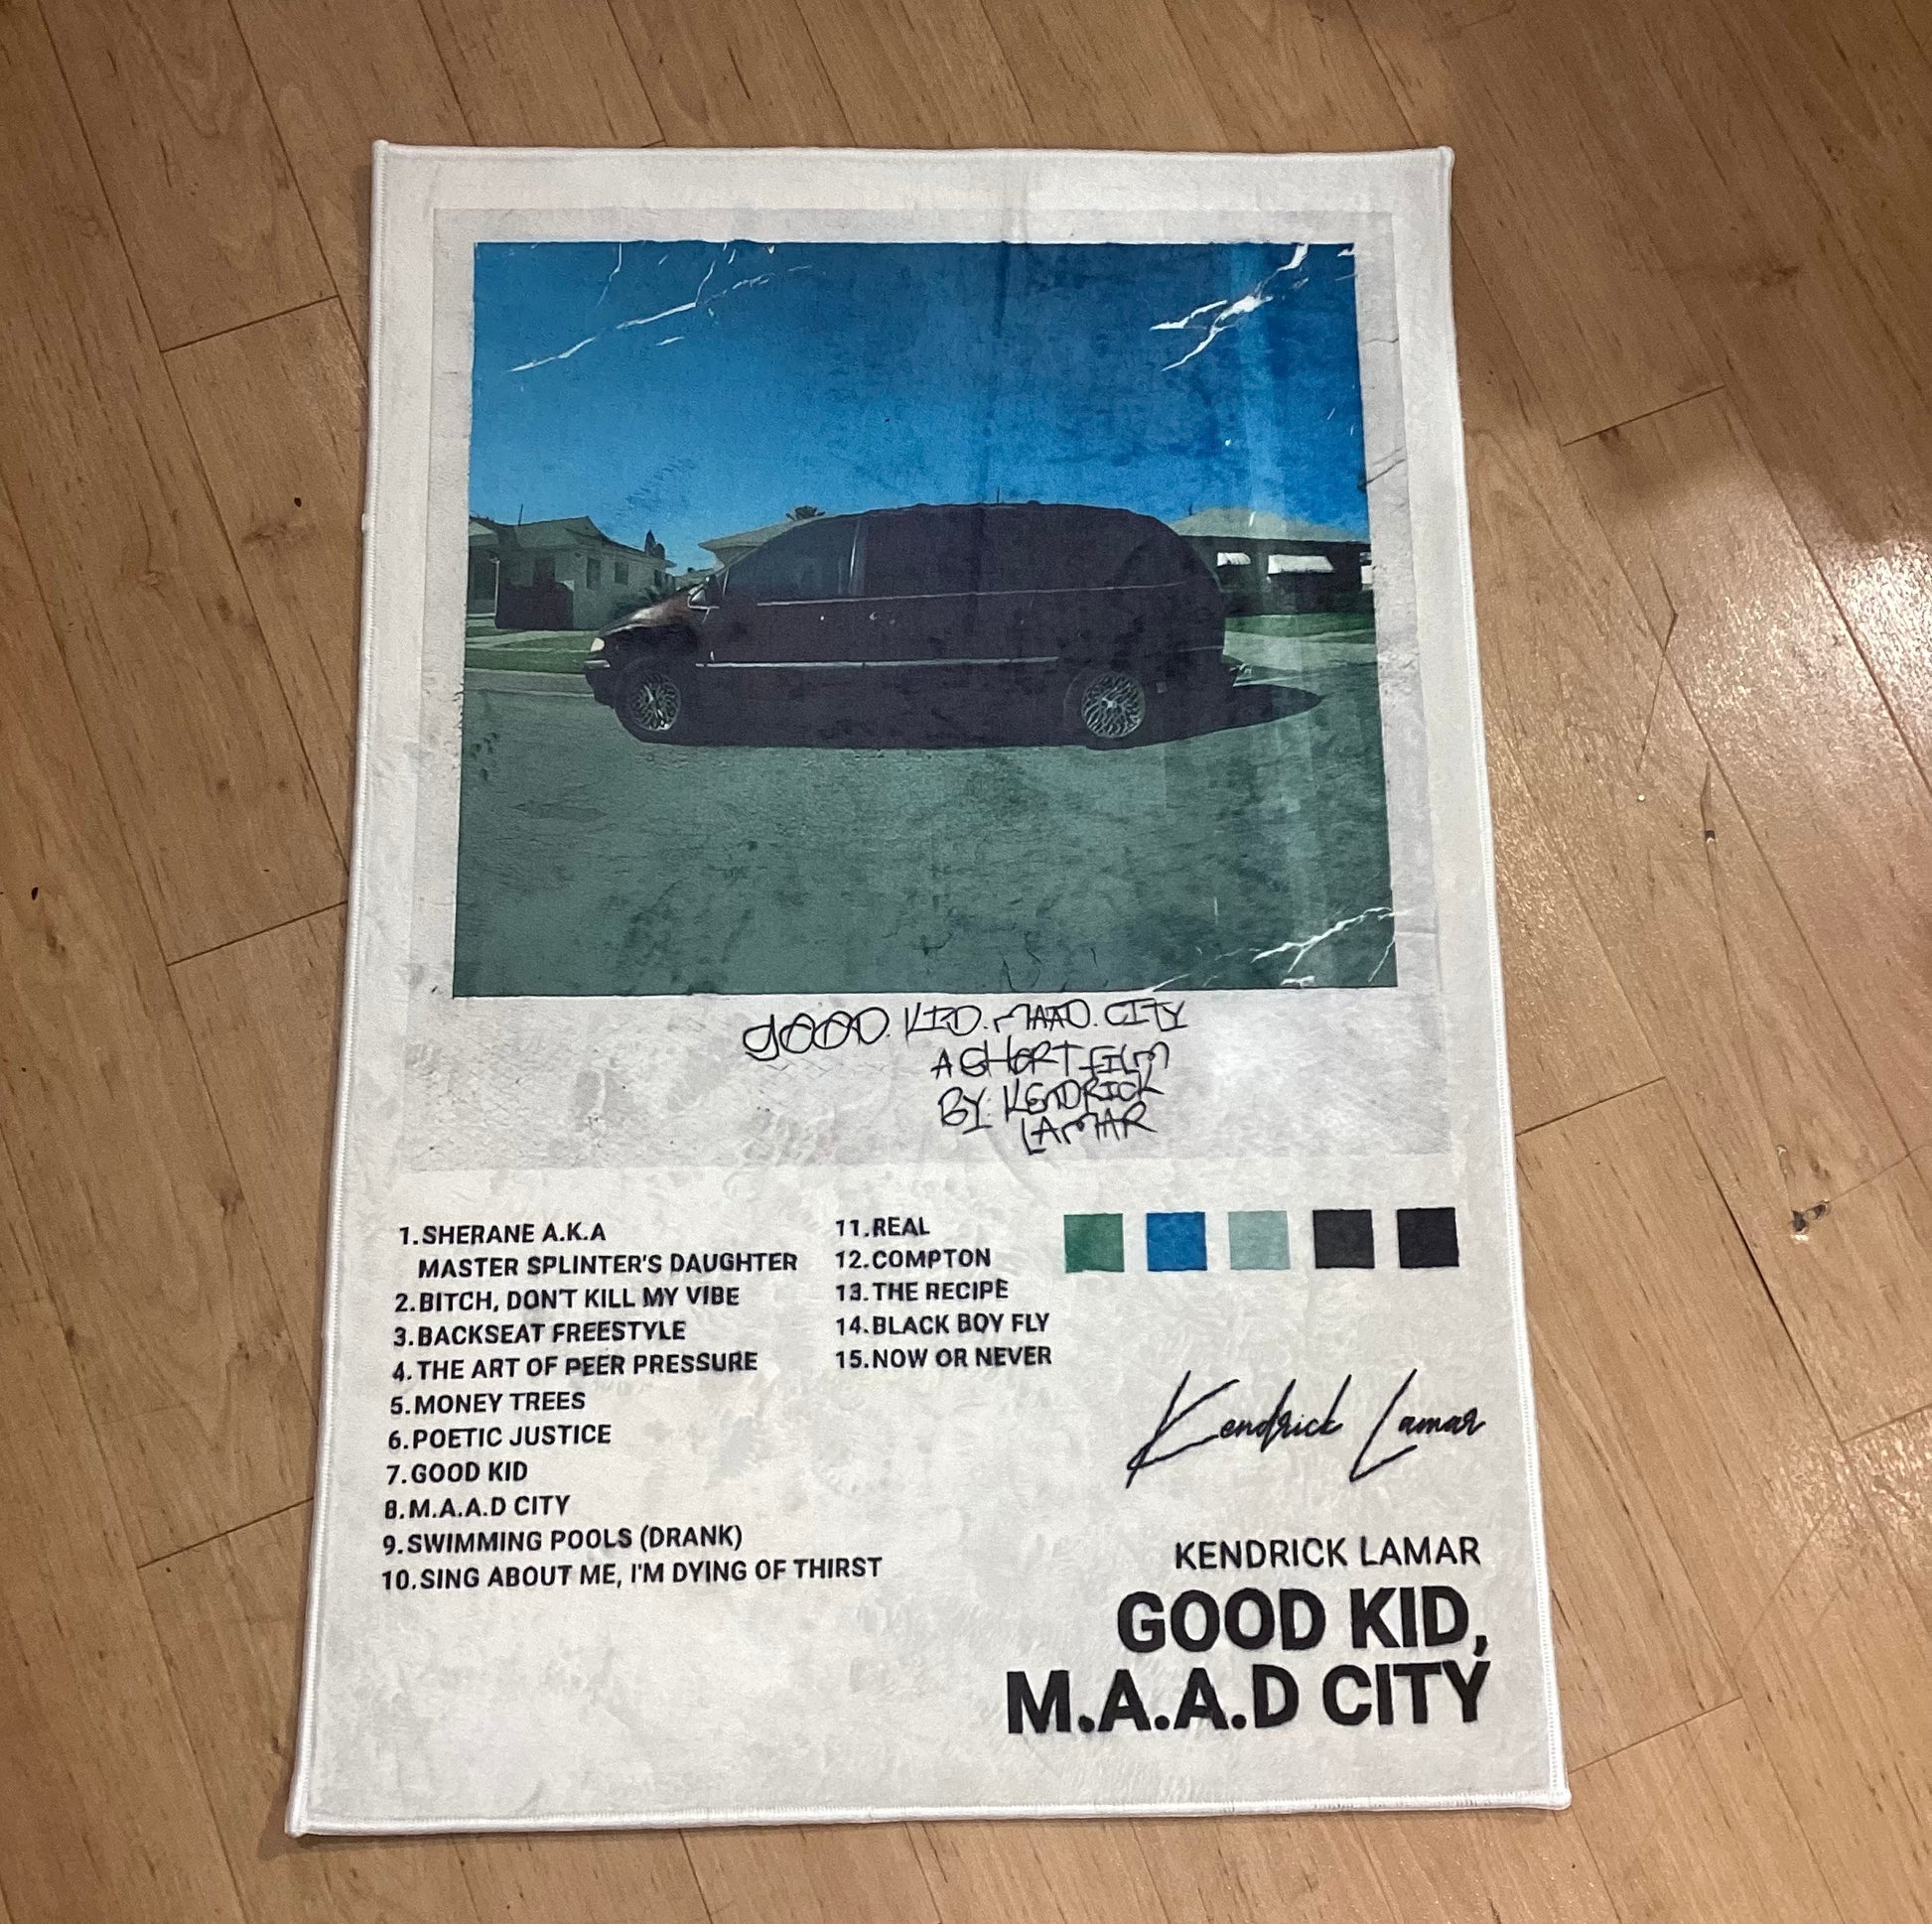 GOOD. KID. MAAD. CITY
A SHORT FILM
BY: KENDRICK
LAMAR
1.SHERANE A.K.A
MASTER SPLINTER'S DAUGHTER
2.BITCH, DON'T KILL MY VIBE
3.BACKSEAT FREESTYLE
4.THE ART OF PEER PRESSURE
5.MONEY TREES
6.POETIC JUSTICE
7.GOOD KID
8.M.A.A.D CITY
9.SWIMMING POOLS (DRANK)
10.SING ABOUT ME, I'M DYING OF THIRST
11.REAL
12.COMPTON
13.THE RECIPE
14.BLACK BOY FLY
15.NOW OR NEVER
Kendrick Lamar
KENDRICK LAMAR
GOOD KID,
M.A.A.D CITY